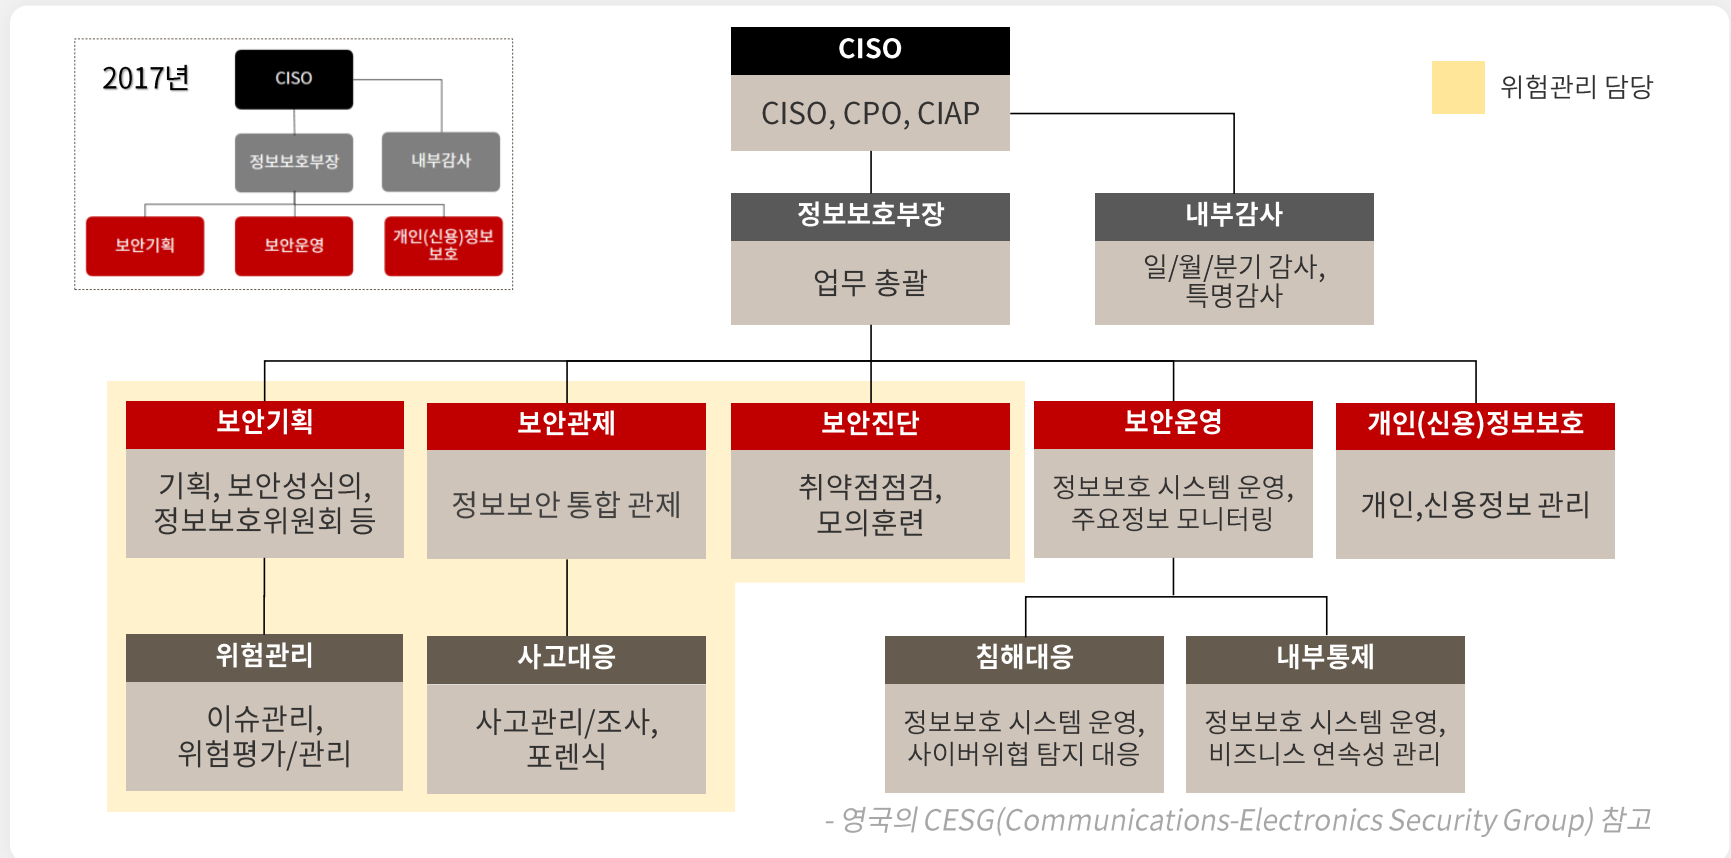 2017년
CISO
정보보호부장
내부감사
보안기획
보안운영
개인(신용)정보
보호
CISO
CISO, CPO, CIAP
위험관리 담당
정보보호부장
업무 총괄
내부감사
일/월/분기 감사,
특명감사
보안기획
기획, 보안성심의,
정보보호위원회 등
보안관제
정보보안 통합 관제
보안진단
취약점점검,
모의훈련
보안운영
정보보호 시스템 운영,
주요정보 모니터링
개인(신용)정보보호
개인,신용정보 관리
위험관리
이슈관리,
위험평가/관리
사고대응
사고관리/조사,
포렌식
침해대응
정보보호 시스템 운영,
사이버위협 탐지 대응
내부통제
정보보호 시스템 운영,
비즈니스 연속성 관리
- 영국의 CESG(Communications-Electronics Security Group) 참고